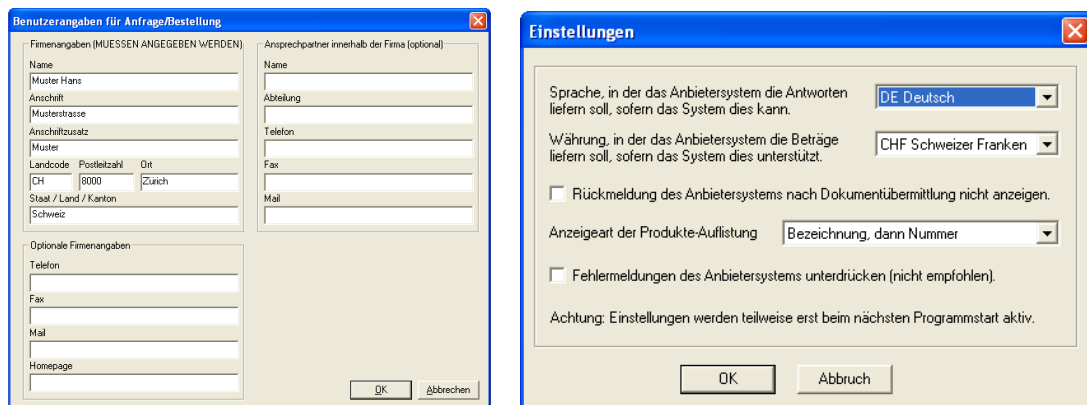 Benutzerangaben für Anfrage/Bestellung
Firmenangaben (MUESSEN ANGEGEBEN WERDEN)
Name
Muster Hans
Anschrift
Musterstrasse
Anschriftzusatz
Muster
Landcode Postleitzahl Ort
CH 8000 Zürich
Staat / Land / Kanton
Schweiz
Optionale Firmenangaben
Telefon
Fax
Mail
Homepage
Ansprechpartner innerhalb der Firma (optional)
Name
Abteilung
Telefon
Fax
Mail
OK Abbrechen
Einstellungen
Sprache, in der das Anbietersystem die Antworten
liefern soll, sofern das System dies kann.
DE Deutsch
Währung, in der das Anbietersystem die Beträge
liefern soll, sofern das System dies unterstützt.
CHF Schweizer Franken
Rückmeldung des Anbietersystems nach Dokumentübermittlung nicht anzeigen.
Anzeigeart der Produkte-Auflistung
Bezeichnung, dann Nummer
Fehlermeldungen des Anbietersystems unterdrücken (nicht empfohlen).
Achtung: Einstellungen werden teilweise erst beim nächsten Programmstart aktiv.
OK Abbruch